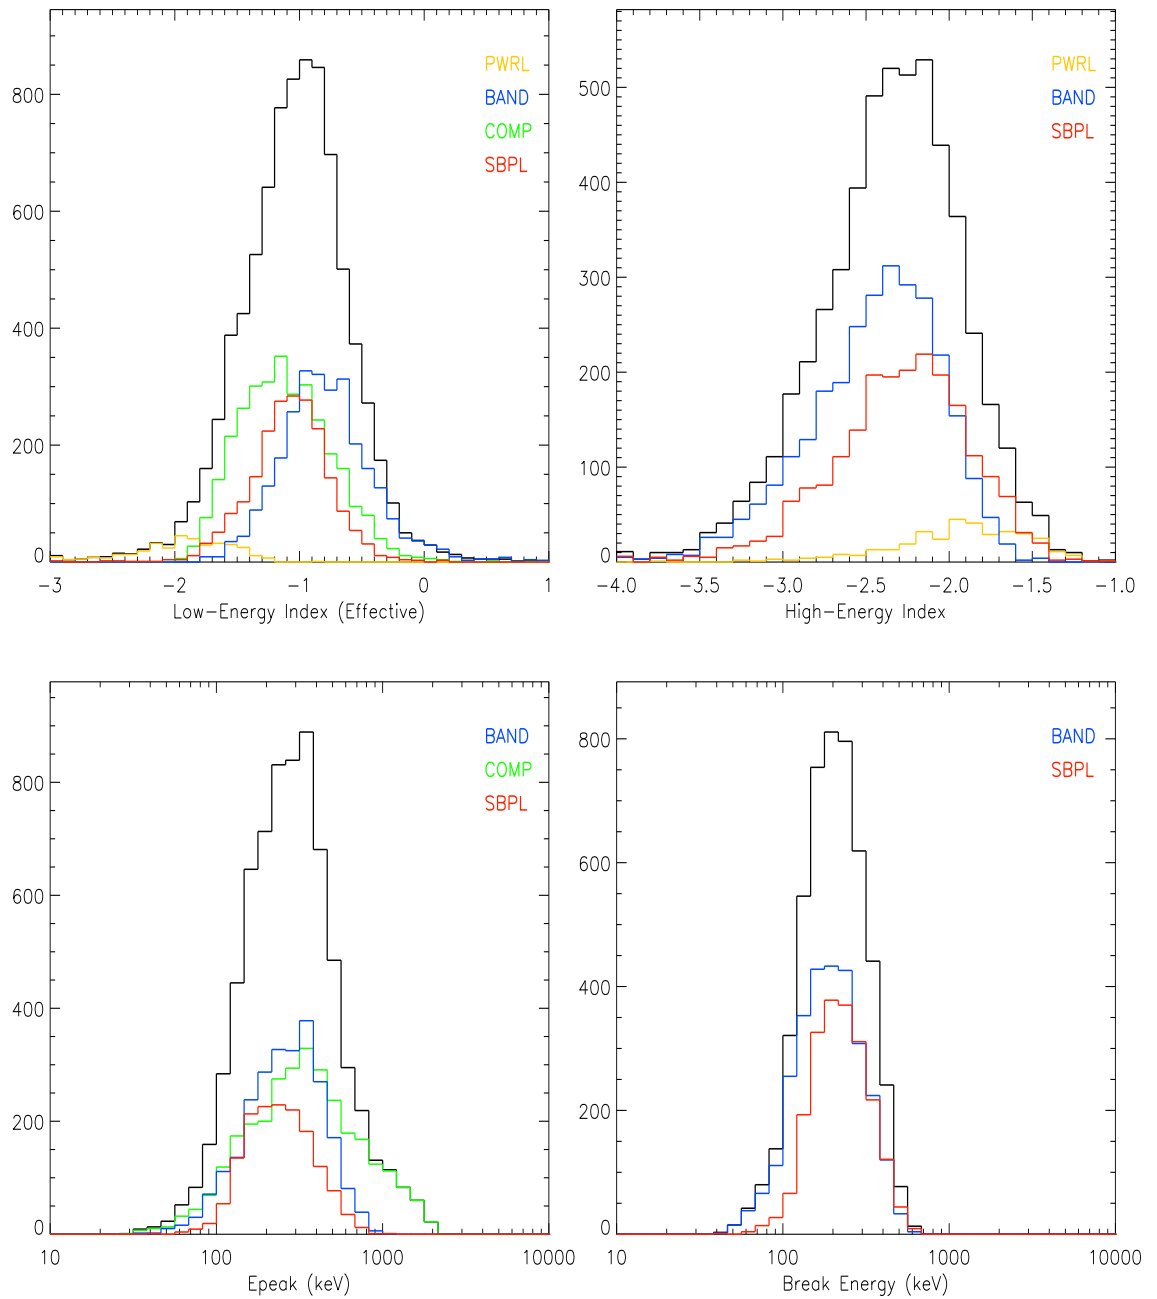 PWRL
BAND
COMP
SBPL
800
600
400
200
0
-3 -2 -1 0 1
Low-Energy Index (Effective)
PWRL
BAND
SBPL
500
400
300
200
100
0
-4.0 -3.5 -3.0 -2.5 -2.0 -1.5 -1.0
High-Energy Index
BAND
COMP
SBPL
800
600
400
200
0
10 100 1000 10000
Epeak (keV)
BAND
SBPL
800
600
400
200
0
10 100 1000 10000
Break Energy (keV)